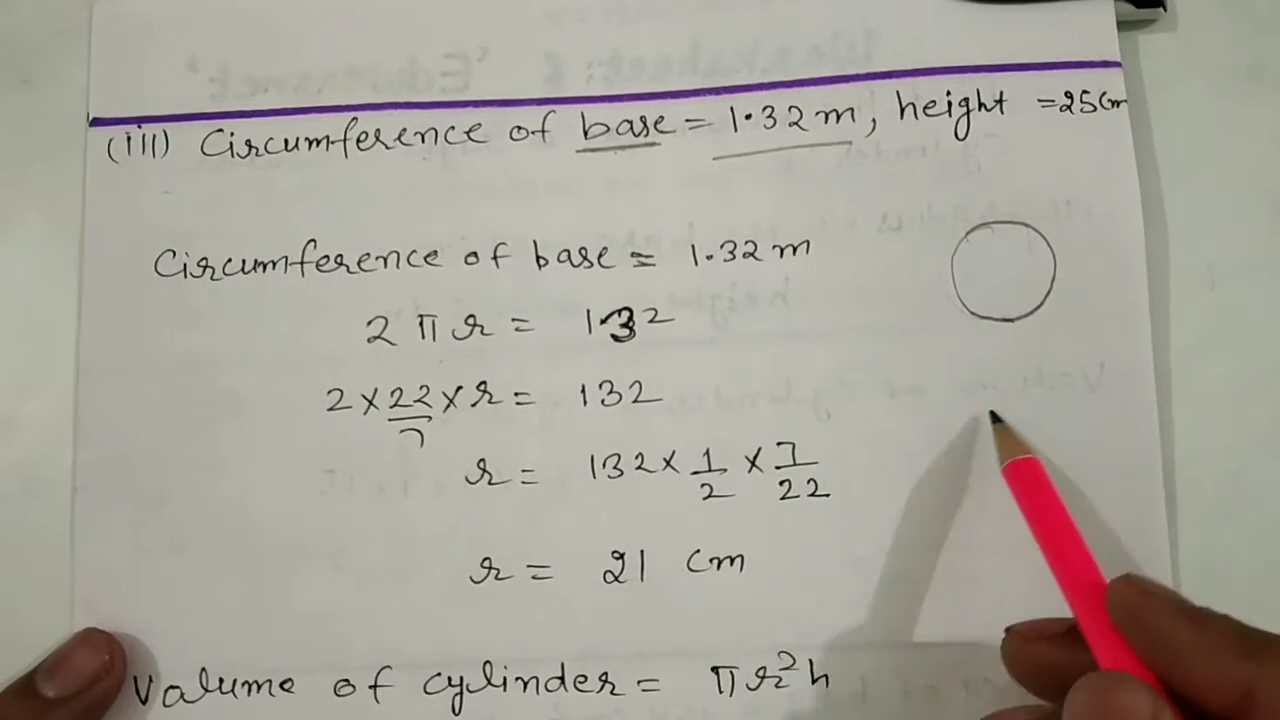 (iii) Circumference of base = 1.32 m, height = 25 Cm
Circumference of base = 1.32 m
2 π r = 132
2 × 22/7 × r = 132
r = 132 × 1/2 × 7/22
r = 21 cm
Volume of cylinder = πr²h